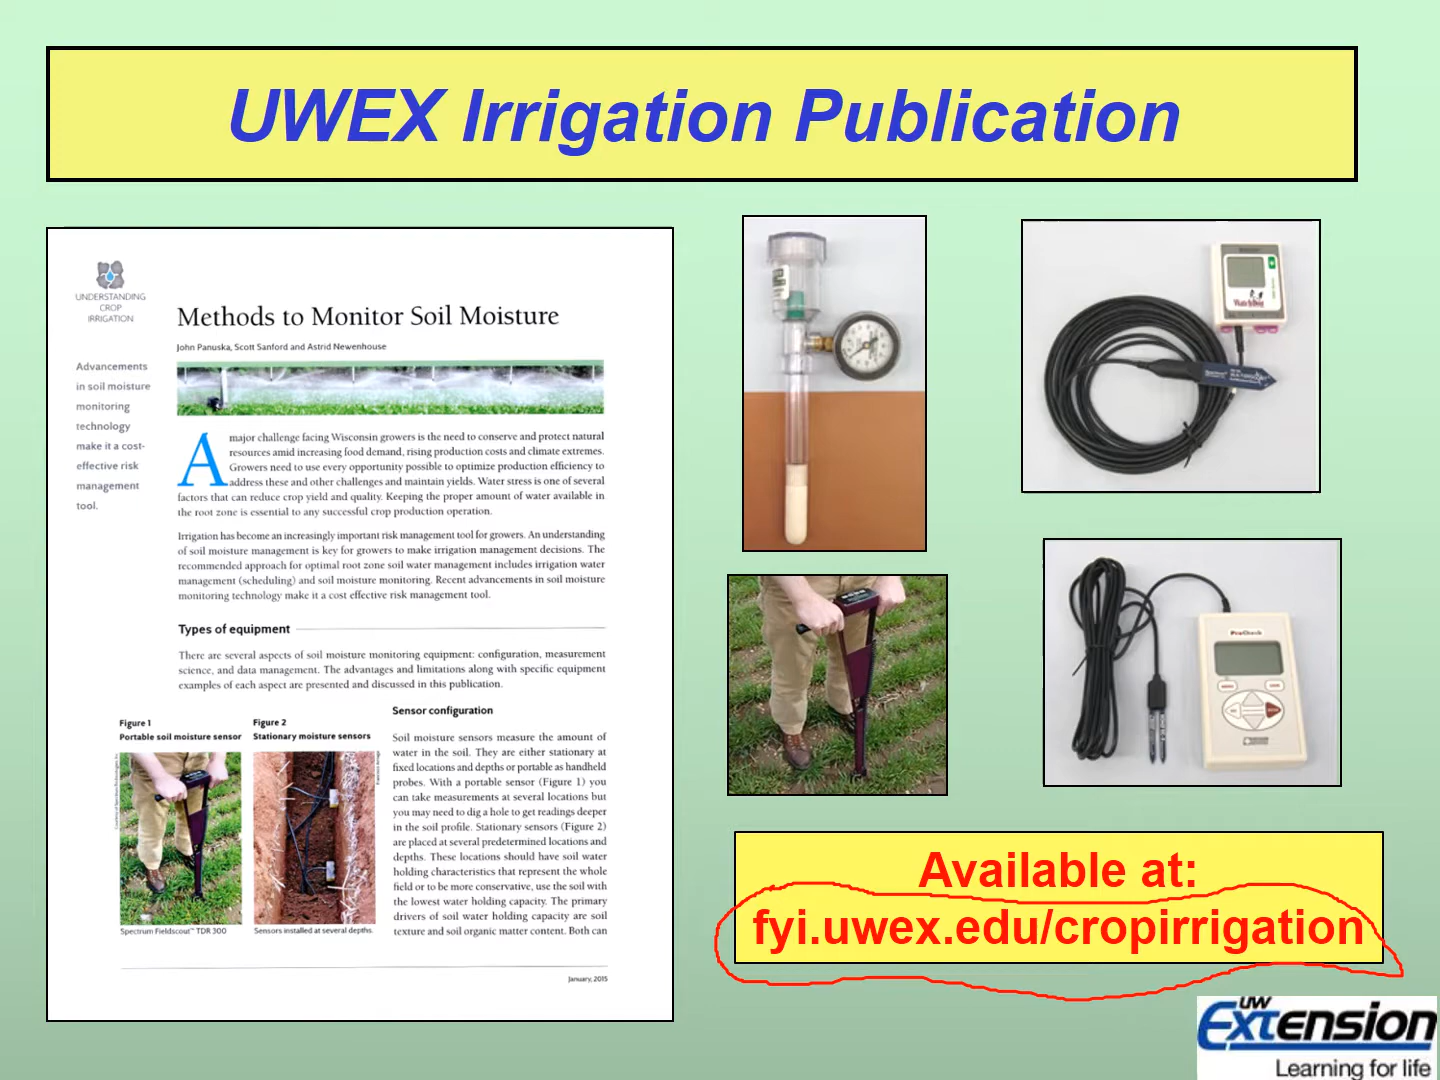 UWEX Irrigation Publication
UNDERSTANDING
CROP
IRRIGATION
Methods to Monitor Soil Moisture
John Panuska, Scott Sanford and Astrid Newenhouse
Advancements
in soil moisture
monitoring
technology
make it a cost-
effective risk
management
tool.
A major challenge facing Wisconsin growers is the need to conserve and protect natural
resources amid increasing food demand, rising production costs and climate extremes.
Growers need to use every opportunity possible to optimize production efficiency to
address these and other challenges and maintain yields. Water stress is one of several
factors that can reduce crop yield and quality. Keeping the proper amount of water available in
the root zone is essential to any successful crop production operation.
Irrigation has become an increasingly important risk management tool for growers. An understanding
of soil moisture management is key for growers to make irrigation management decisions. The
recommended approach for optimal root zone soil water management includes irrigation water
management (scheduling) and soil moisture monitoring. Recent advancements in soil moisture
monitoring technology make it a cost effective risk management tool.
Types of equipment
There are several aspects of soil moisture monitoring equipment: configuration, measurement
science, and data management. The advantages and limitations along with specific equipment
examples of each aspect are presented and discussed in this publication.
Figure 1
Portable soil moisture sensor
Spectrum Fieldscout™ TDR 300
Figure 2
Stationary moisture sensors
Sensors installed at several depths.
Sensor configuration
Soil moisture sensors measure the amount of
water in the soil. They are either stationary at
fixed locations and depths or portable as handheld
probes. With a portable sensor (Figure 1) you
can take measurements at several locations but
you may need to dig a hole to get readings deeper
in the soil profile. Stationary sensors (Figure 2)
are placed at several predetermined locations and
depths. These locations should have soil water
holding characteristics that represent the whole
field or to be more conservative, use the soil with
the lowest water holding capacity. The primary
drivers of soil water holding capacity are soil
texture and soil organic matter content. Both can
January, 2015
WatchDog
ProCheck
Available at:
fyi.uwex.edu/cropirrigation
UW
Extension
Learning for life